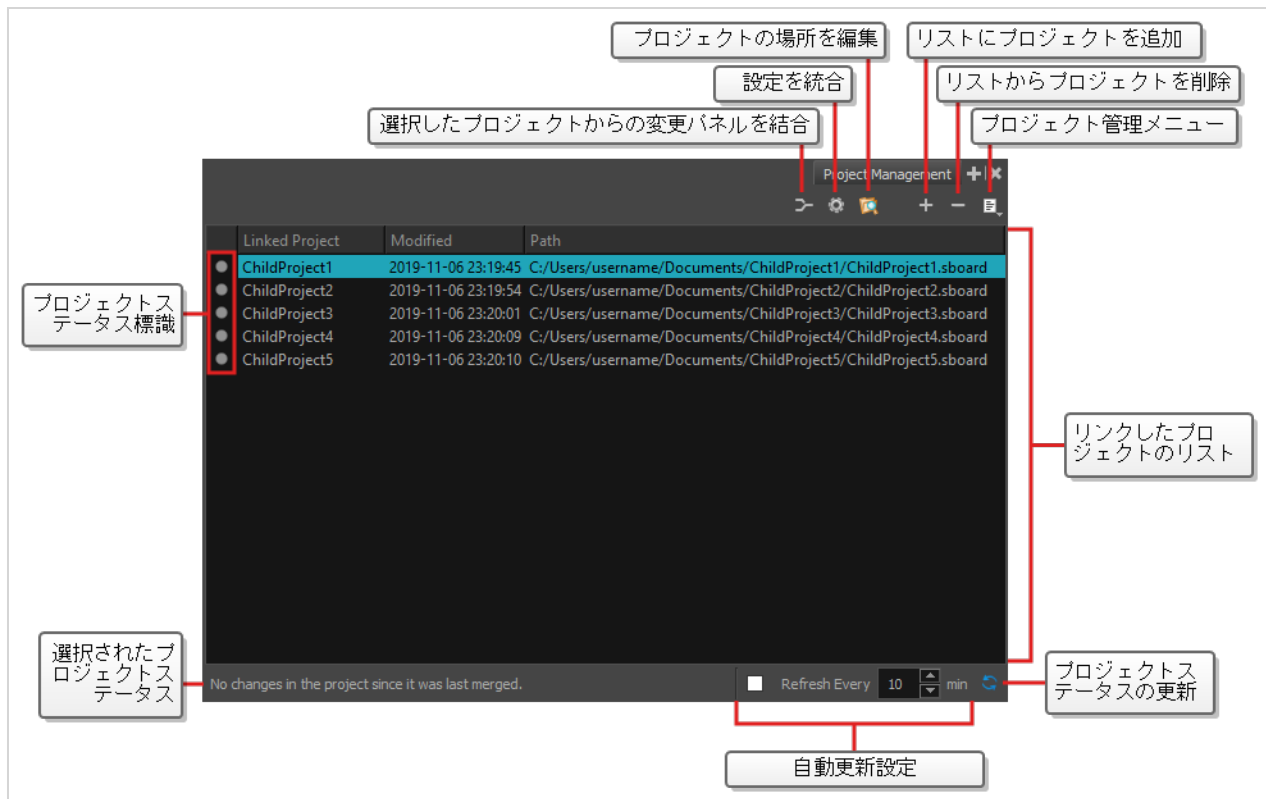 プロジェクトの場所を編集
リストにプロジェクトを追加
設定を統合
リストからプロジェクトを削除
選択したプロジェクトからの変更パネルを結合
プロジェクト管理メニュー
Project Management
Linked Project Modified Path
ChildProject1 2019-11-06 23:19:45 C:/Users/username/Documents/ChildProject1/ChildProject1.sboard
ChildProject2 2019-11-06 23:19:54 C:/Users/username/Documents/ChildProject2/ChildProject2.sboard
ChildProject3 2019-11-06 23:20:01 C:/Users/username/Documents/ChildProject3/ChildProject3.sboard
ChildProject4 2019-11-06 23:20:09 C:/Users/username/Documents/ChildProject4/ChildProject4.sboard
ChildProject5 2019-11-06 23:20:10 C:/Users/username/Documents/ChildProject5/ChildProject5.sboard
プロジェクトス
テータス標識
リンクしたプロ
ジェクトのリスト
選択されたプ
ロジェクトス
テータス
No changes in the project since it was last merged.
Refresh Every 10 min
プロジェクトス
テータスの更新
自動更新設定